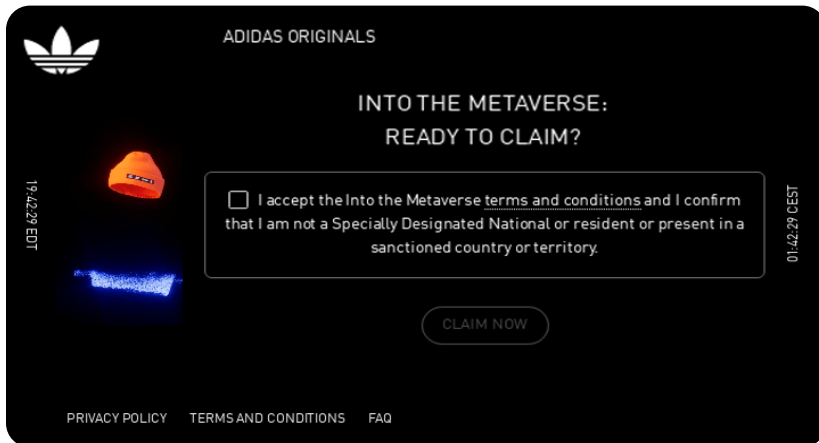 ADIDAS ORIGINALS
INTO THE METAVERSE:
READY TO CLAIM?
19:42:29 EDT
I accept the Into the Metaverse terms and conditions and I confirm
that I am not a Specially Designated National or resident or present in a
sanctioned country or territory.
01:42:29 CEST
CLAIM NOW
PRIVACY POLICY TERMS AND CONDITIONS FAQ